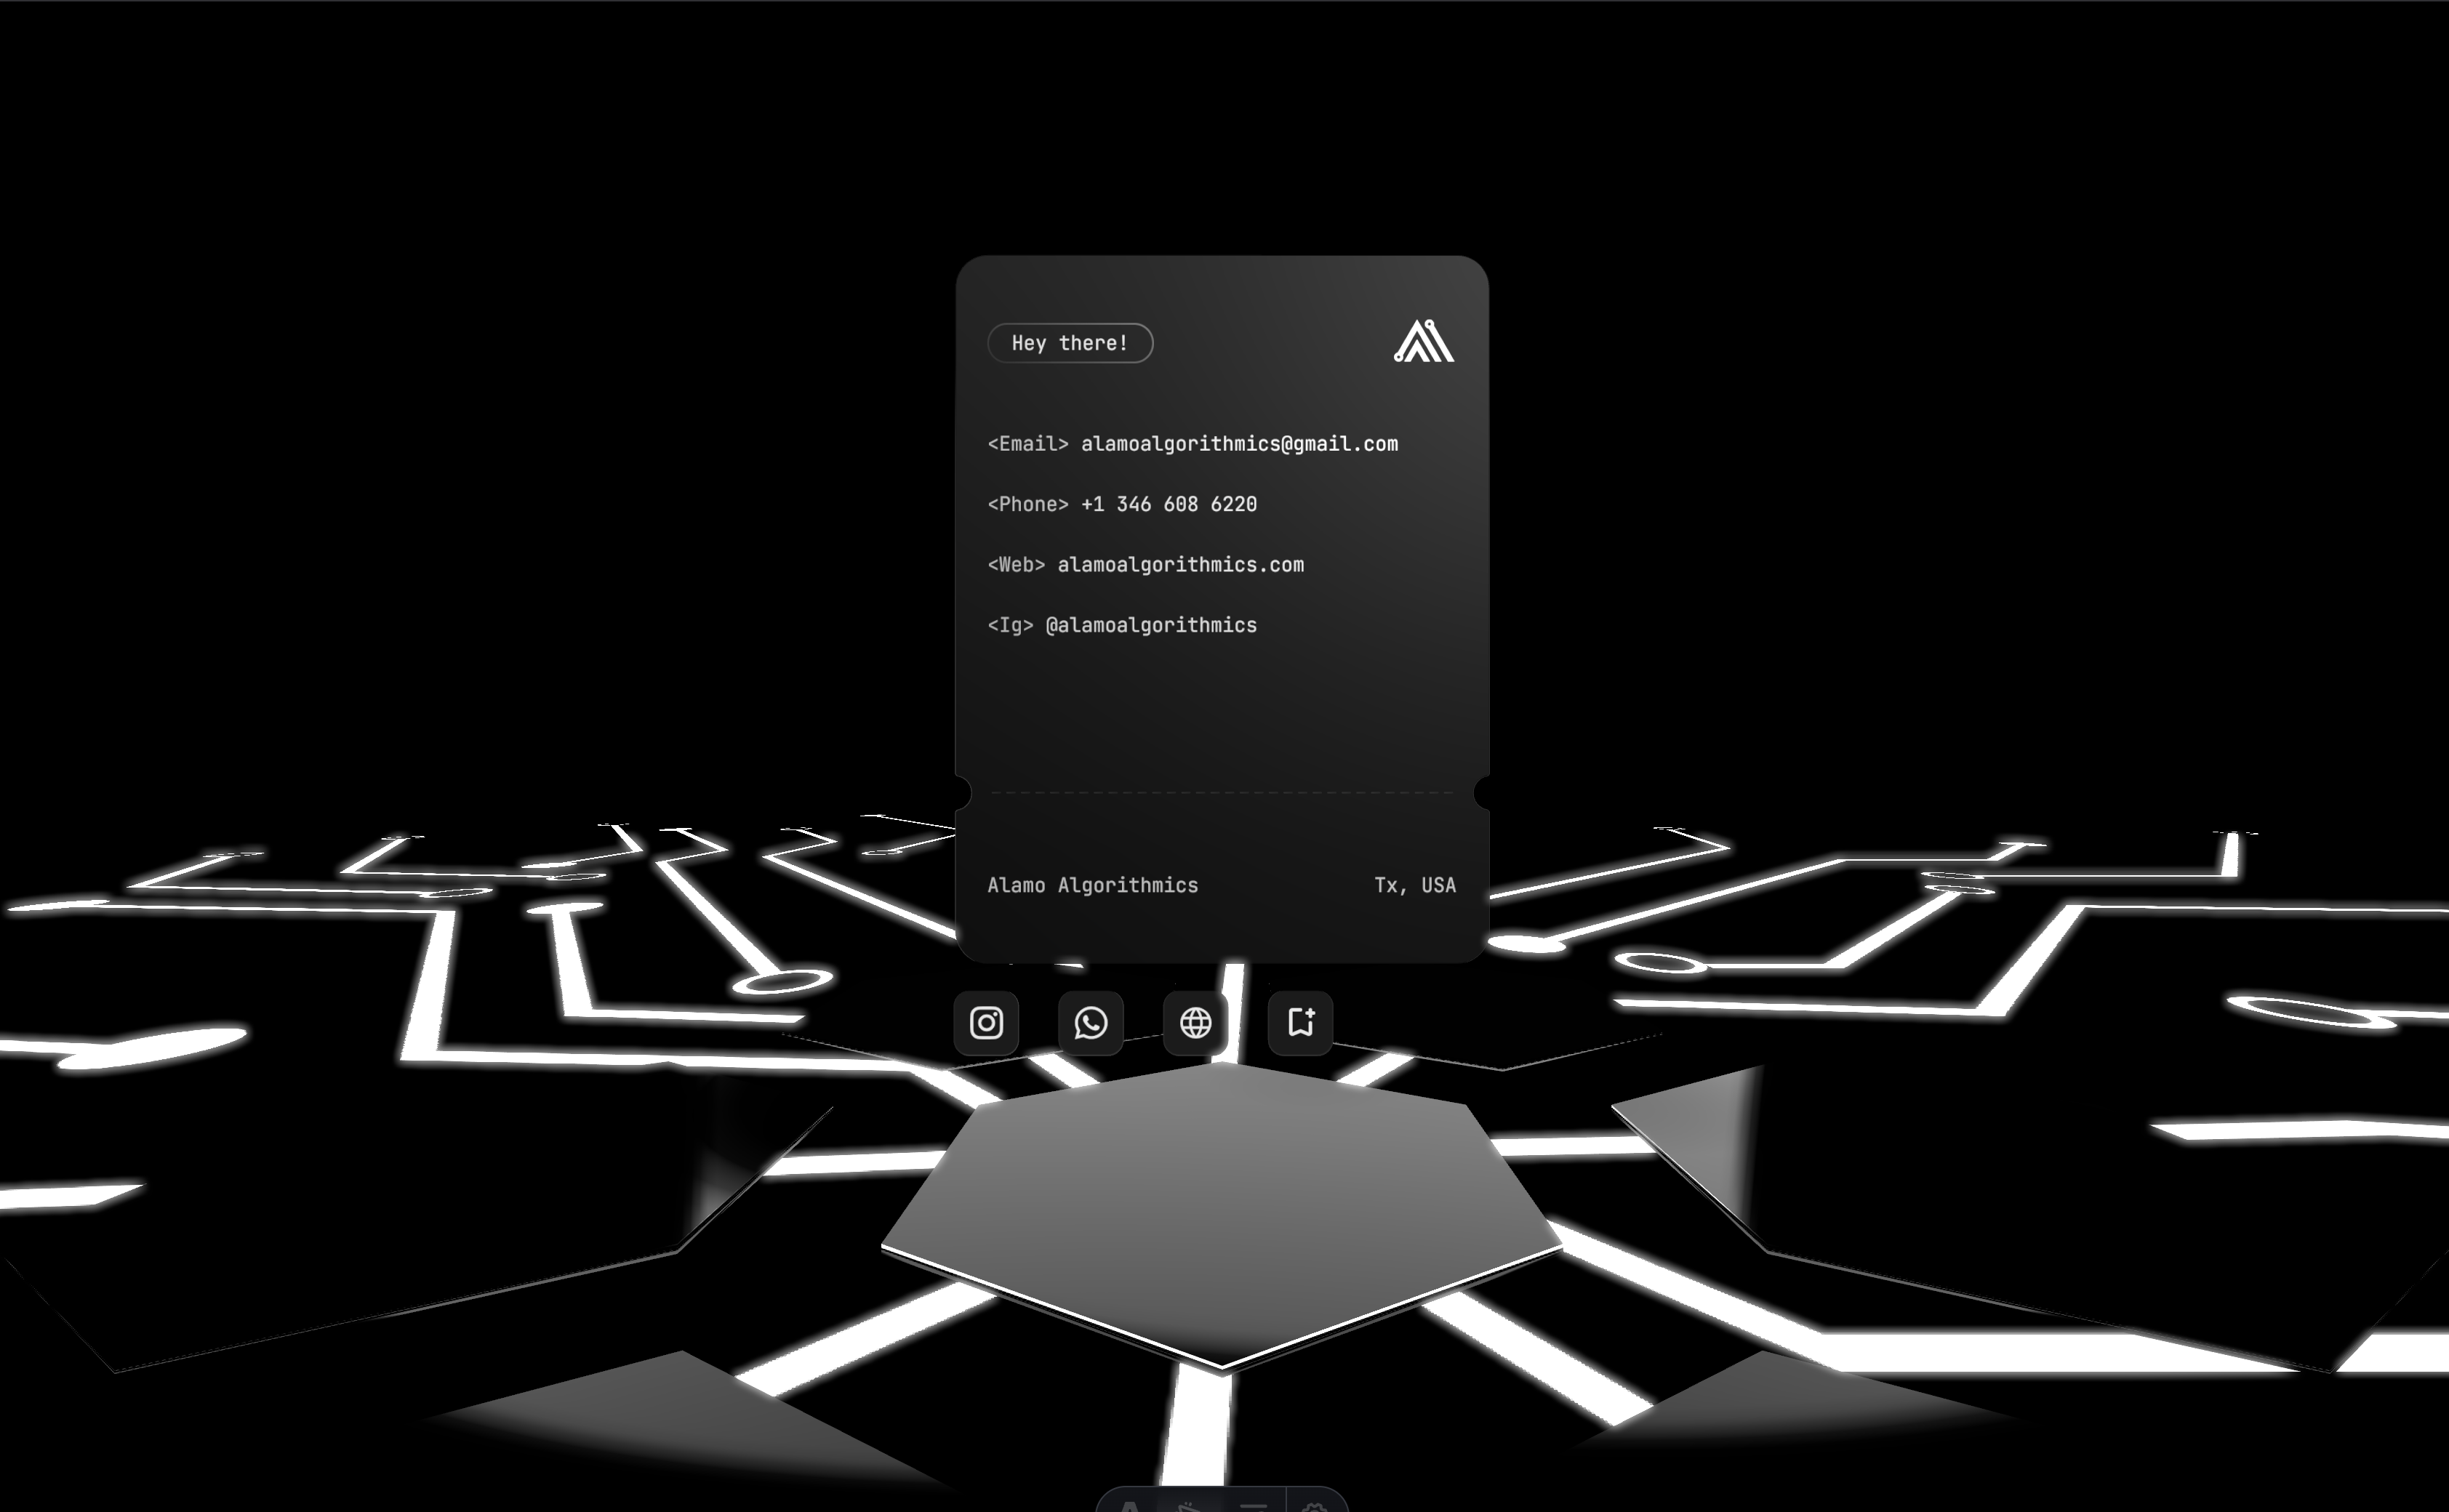 Hey there!
<Email> alamoalgorithmics@gmail.com
<Phone> +1 346 608 6220
<Web> alamoalgorithmics.com
<Ig> @alamoalgorithmics
Alamo Algorithmics
Tx, USA